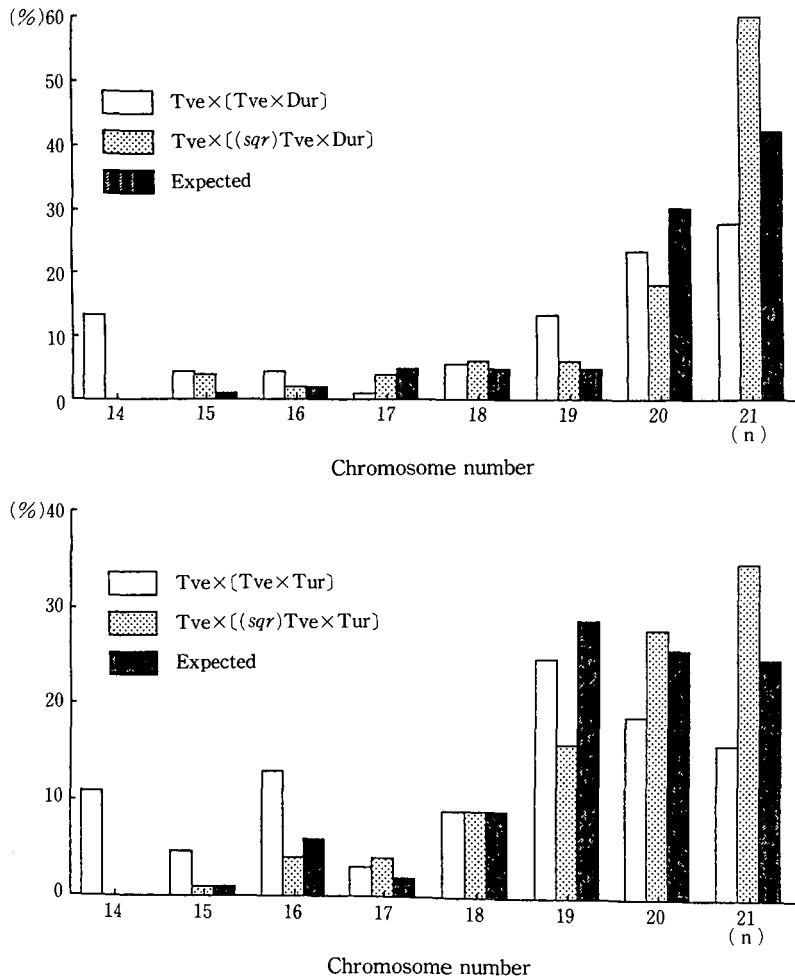 (%) 60
50
40
30
20
10
0
Tve×〔Tve×Dur〕
Tve×〔(sqr)Tve×Dur〕
Expected
14 15 16 17 18 19 20 21
(n)
Chromosome number
(%) 40
30
20
10
0
Tve×〔Tve×Tur〕
Tve×〔(sqr)Tve×Tur〕
Expected
14 15 16 17 18 19 20 21
(n)
Chromosome number